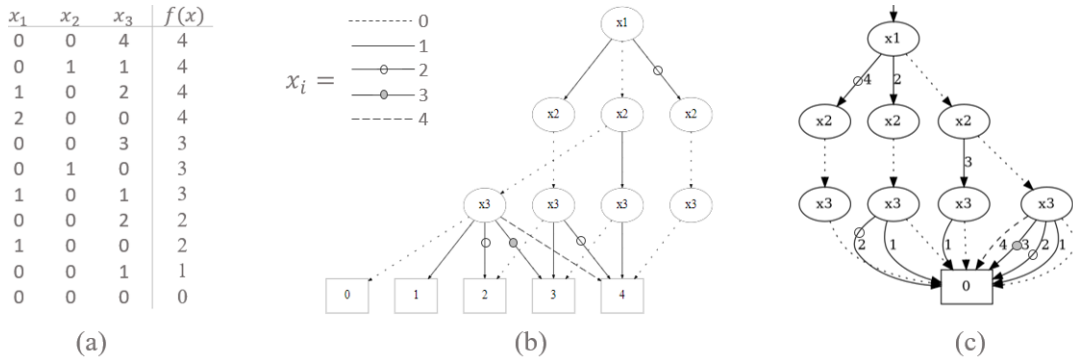 x₁ x₂ x₃ f(x)
0 0 4 4
0 1 1 4
1 0 2 4
2 0 0 4
0 0 3 3
0 1 0 3
1 0 1 3
0 0 2 2
1 0 0 2
0 0 1 1
0 0 0 0
(a)
xᵢ =
0
1
2
3
4
x1
x2 x2 x2
x3 x3 x3 x3
0 1 2 3 4
(b)
x1
4 2
x2 x2 x2
3
x3 x3 x3 x3
2 1 1 4 3 2 1
0
(c)